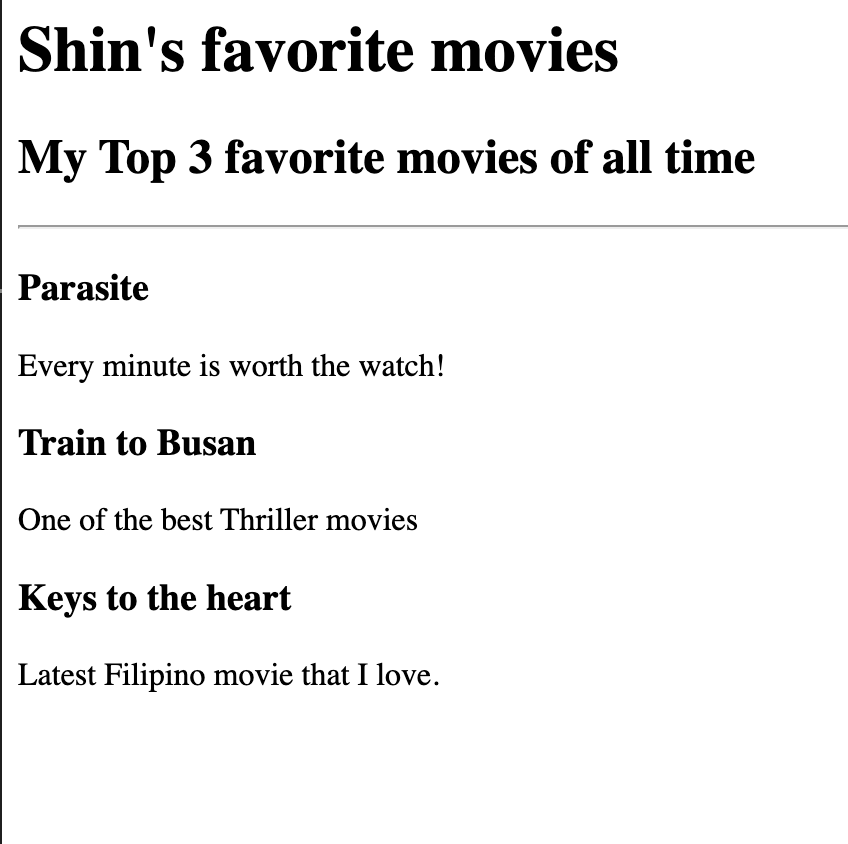 Shin's favorite movies
My Top 3 favorite movies of all time
Parasite
Every minute is worth the watch!
Train to Busan
One of the best Thriller movies
Keys to the heart
Latest Filipino movie that I love.